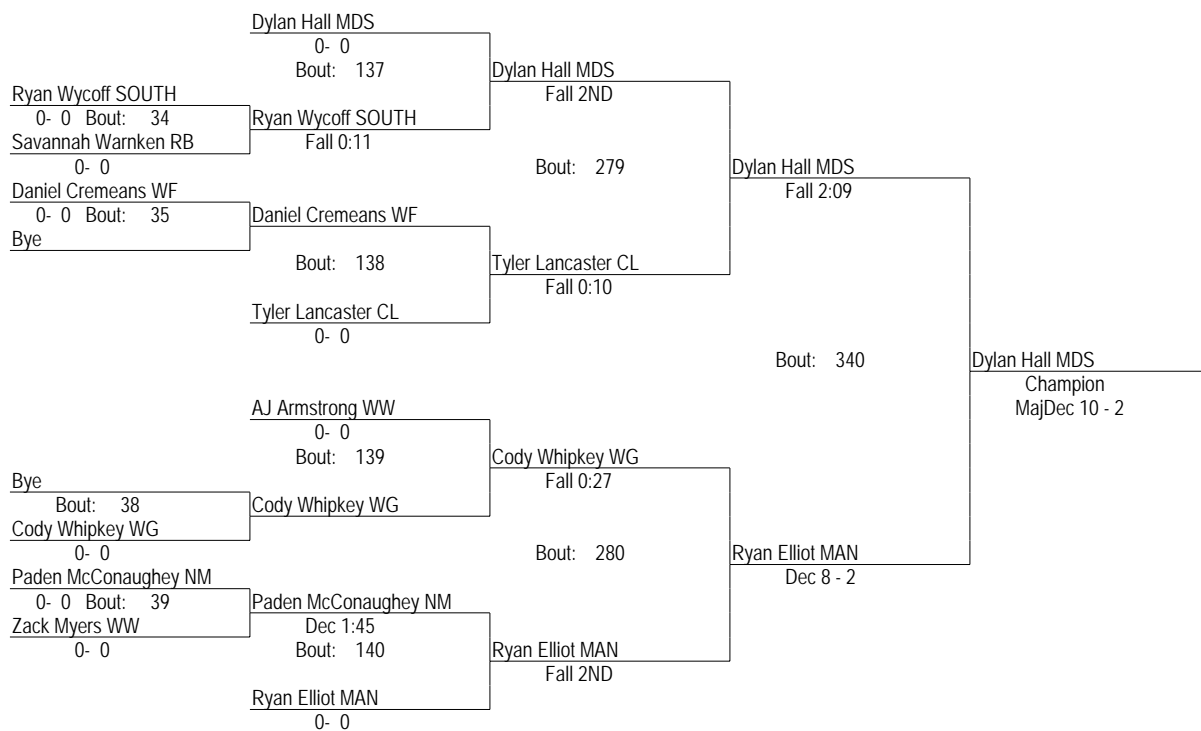 Dylan Hall MDS
0- 0
Bout: 137
Dylan Hall MDS
Fall 2ND
Ryan Wycoff SOUTH
0- 0 Bout: 34
Ryan Wycoff SOUTH
Fall 0:11
Savannah Warnken RB
0- 0
Bout: 279
Dylan Hall MDS
Fall 2:09
Daniel Cremeans WF
0- 0 Bout: 35
Daniel Cremeans WF
Bye
Bout: 138
Tyler Lancaster CL
Fall 0:10
Tyler Lancaster CL
0- 0
Bout: 340
Dylan Hall MDS
Champion
MajDec 10 - 2
AJ Armstrong WW
0- 0
Bout: 139
Cody Whipkey WG
Fall 0:27
Bye
Bout: 38
Cody Whipkey WG
Cody Whipkey WG
0- 0
Bout: 280
Ryan Elliot MAN
Dec 8 - 2
Paden McConaughey NM
0- 0 Bout: 39
Paden McConaughey NM
Dec 1:45
Zack Myers WW
0- 0
Bout: 140
Ryan Elliot MAN
Fall 2ND
Ryan Elliot MAN
0- 0